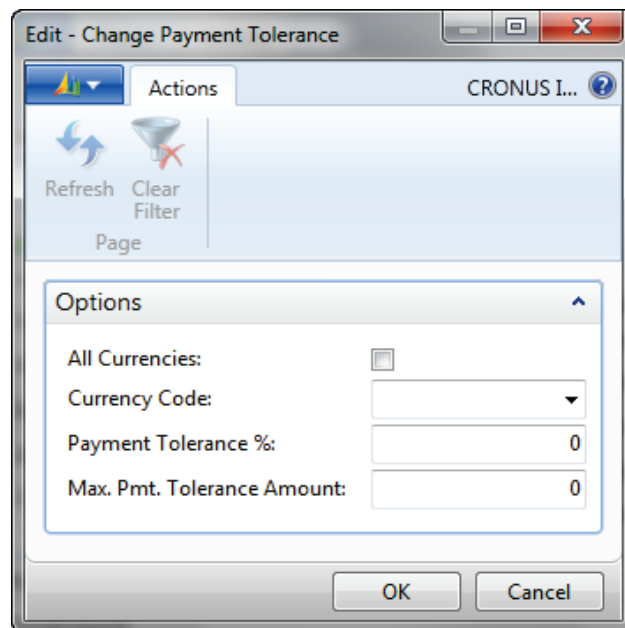 Edit - Change Payment Tolerance
Actions
CRONUS I...
Refresh
Clear Filter
Page
Options
All Currencies:
Currency Code:
Payment Tolerance %:
0
Max. Pmt. Tolerance Amount:
0
OK
Cancel